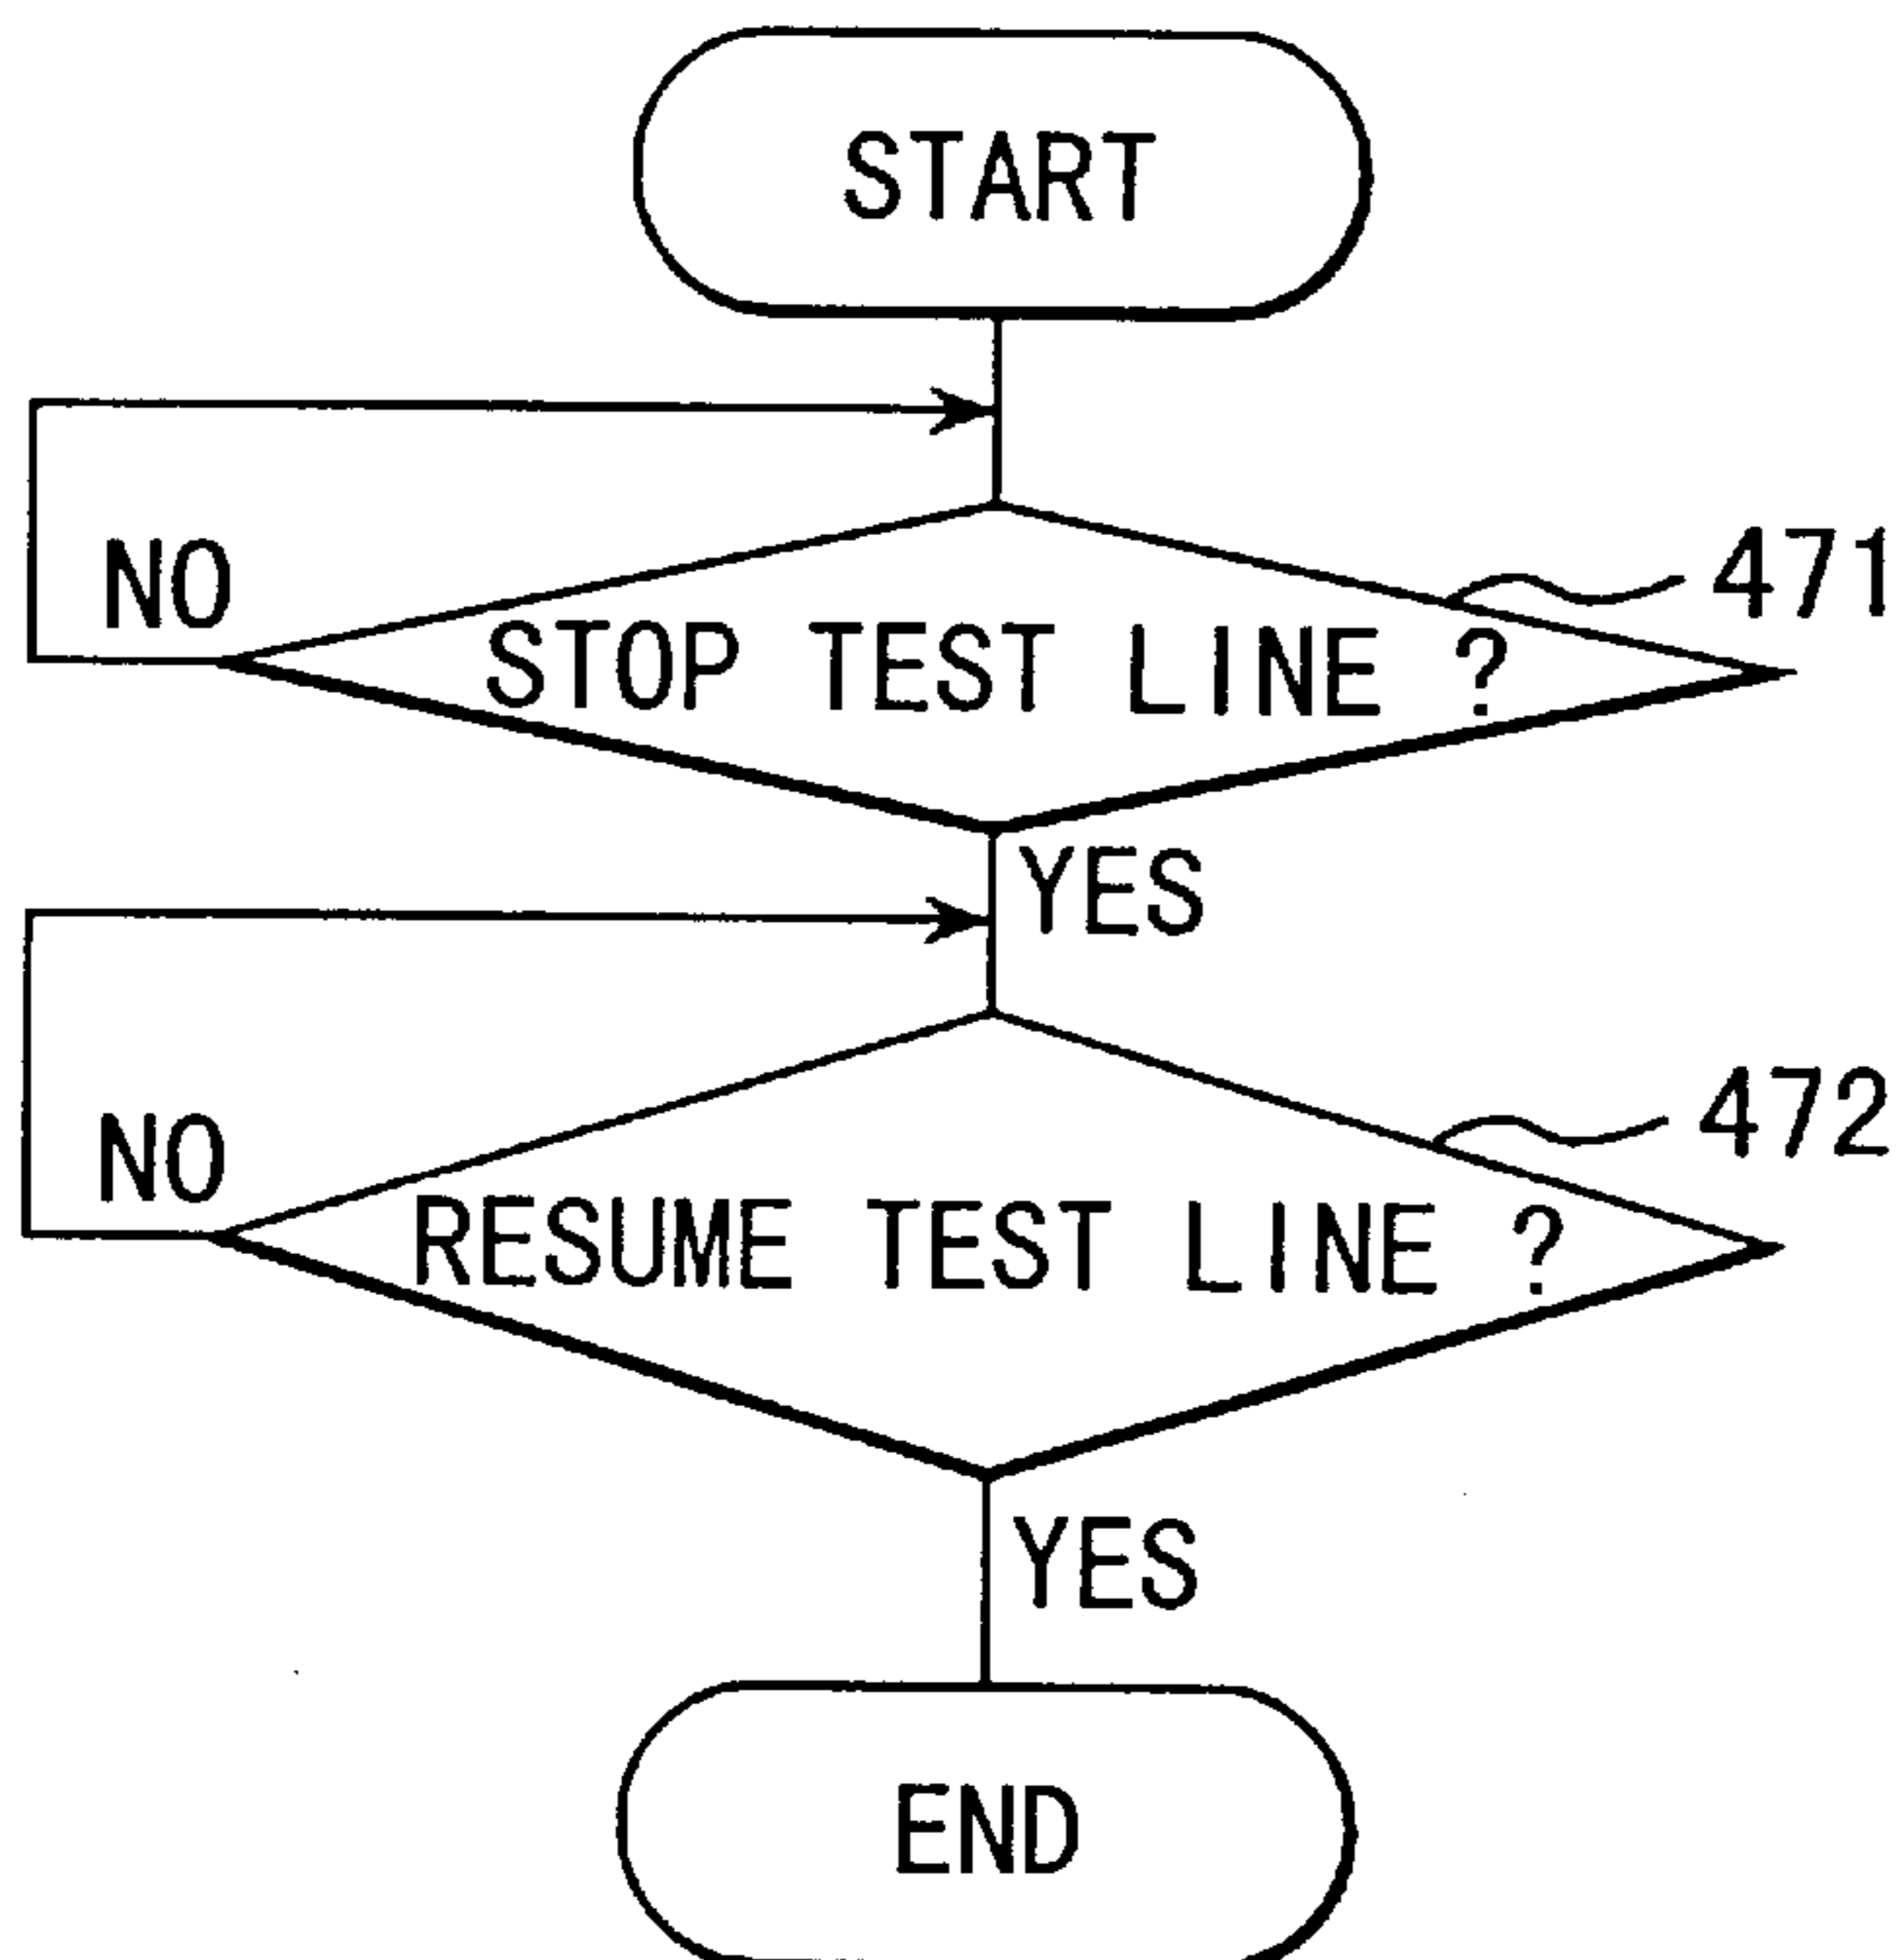 START
NO
471
STOP TEST LINE ?
YES
NO
472
RESUME TEST LINE ?
YES
END